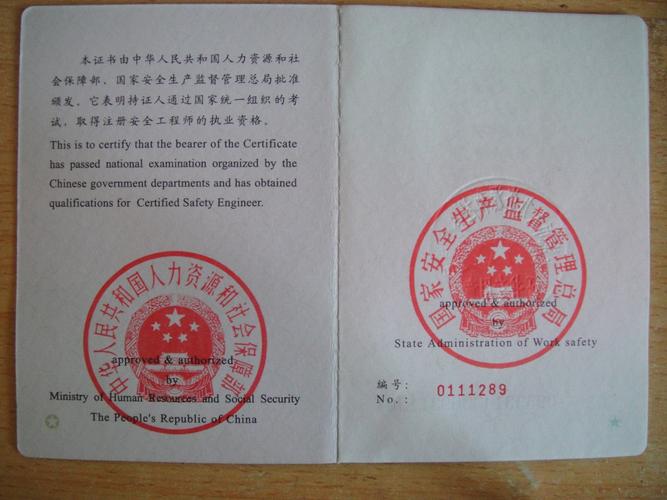 本证书由中华人民共和国人力资源和社
会保障部、国家安全生产监督管理总局批准
颁发。它表明持证人通过国家统一组织的考
试，取得注册安全工程师的执业资格。
This is to certify that the bearer of the Certificate
has passed national examination organized by the
Chinese government departments and has obtained
qualifications for Certified Safety Engineer.
中华人民共和国人力资源和社会保障部
approved & authorized
by
Ministry of Human Resources and Social Security
The People's Republic of China
国家安全生产监督管理总局
approved & authorized
by
State Administration of Work safety
编号：
No.： 0111289